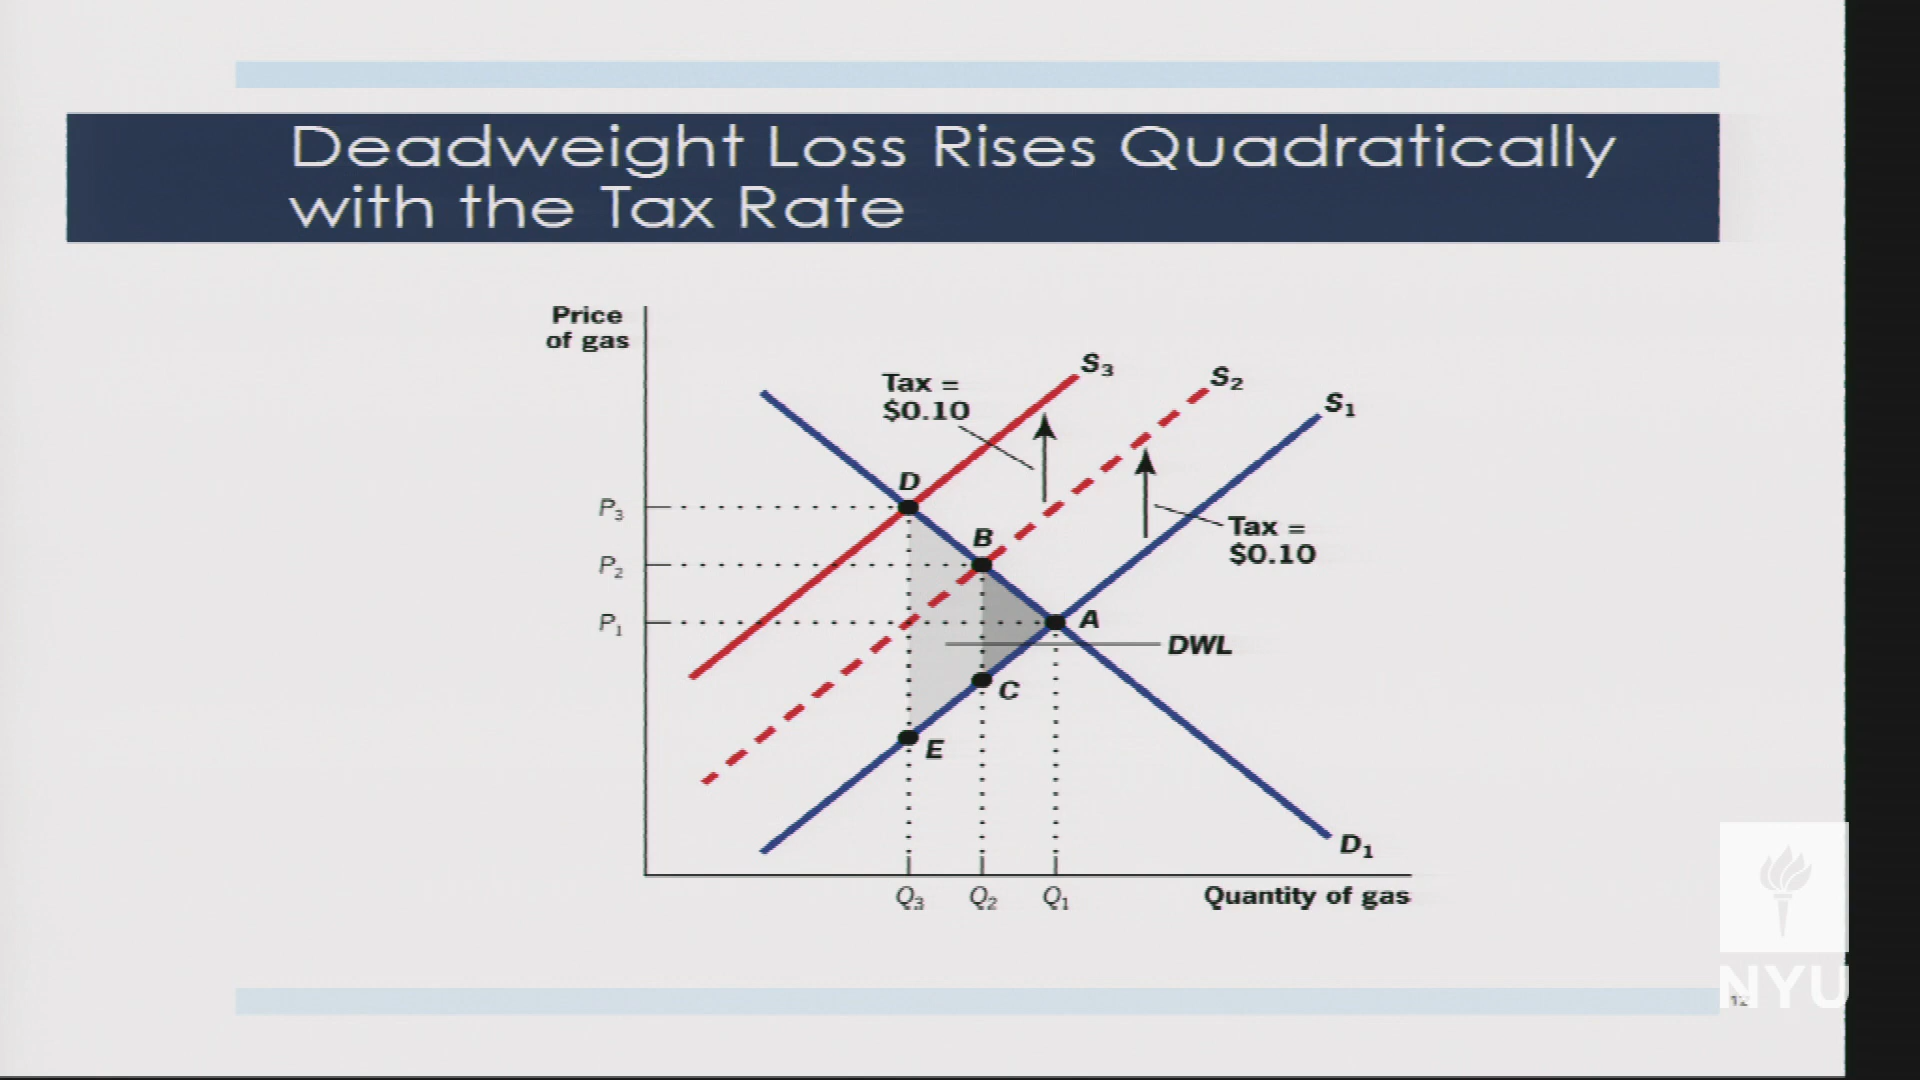 Deadweight Loss Rises Quadratically
with the Tax Rate
Price
of gas
S3
S2
S1
Tax =
$0.10
D
P3
Tax =
$0.10
B
P2
P1
A
DWL
C
E
D1
Q3
Q2
Q1
Quantity of gas
NYU
12